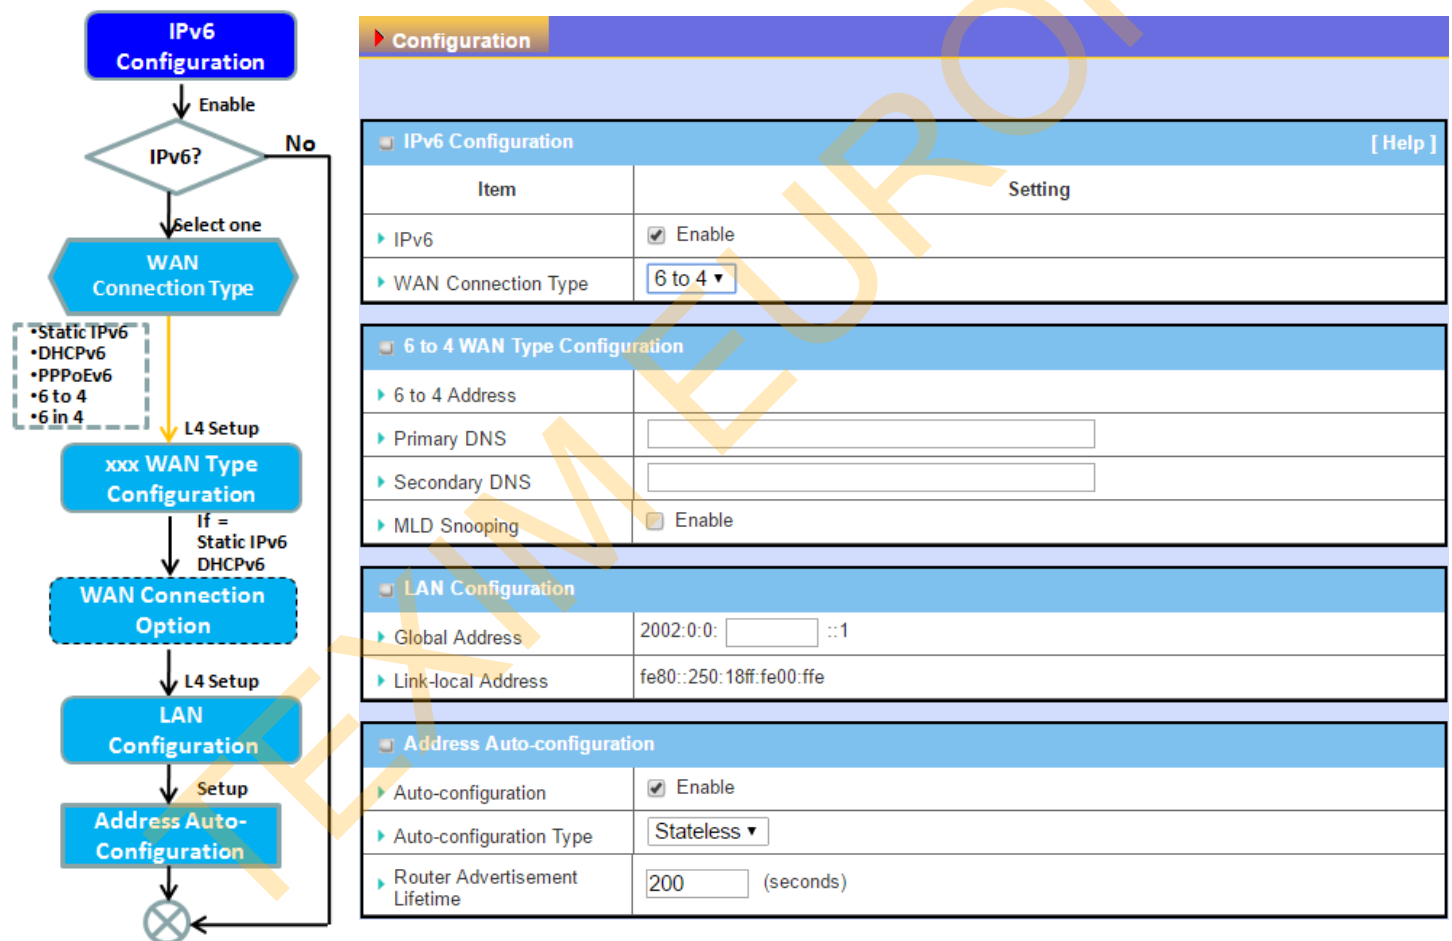 IPv6
Configuration
Enable
IPv6?
No
Select one
WAN
Connection Type
•Static IPv6
•DHCPv6
•PPPoEv6
•6 to 4
•6 in 4
L4 Setup
xxx WAN Type
Configuration
If =
Static IPv6
DHCPv6
WAN Connection
Option
L4 Setup
LAN
Configuration
Setup
Address Auto-
Configuration
Configuration
IPv6 Configuration [ Help ]
Item Setting
IPv6 Enable
WAN Connection Type 6 to 4
6 to 4 WAN Type Configuration
6 to 4 Address
Primary DNS
Secondary DNS
MLD Snooping Enable
LAN Configuration
Global Address 2002:0:0: ::1
Link-local Address fe80::250:18ff:fe00:ffe
Address Auto-configuration
Auto-configuration Enable
Auto-configuration Type Stateless
Router Advertisement
Lifetime 200 (seconds)
TEXIM EURO